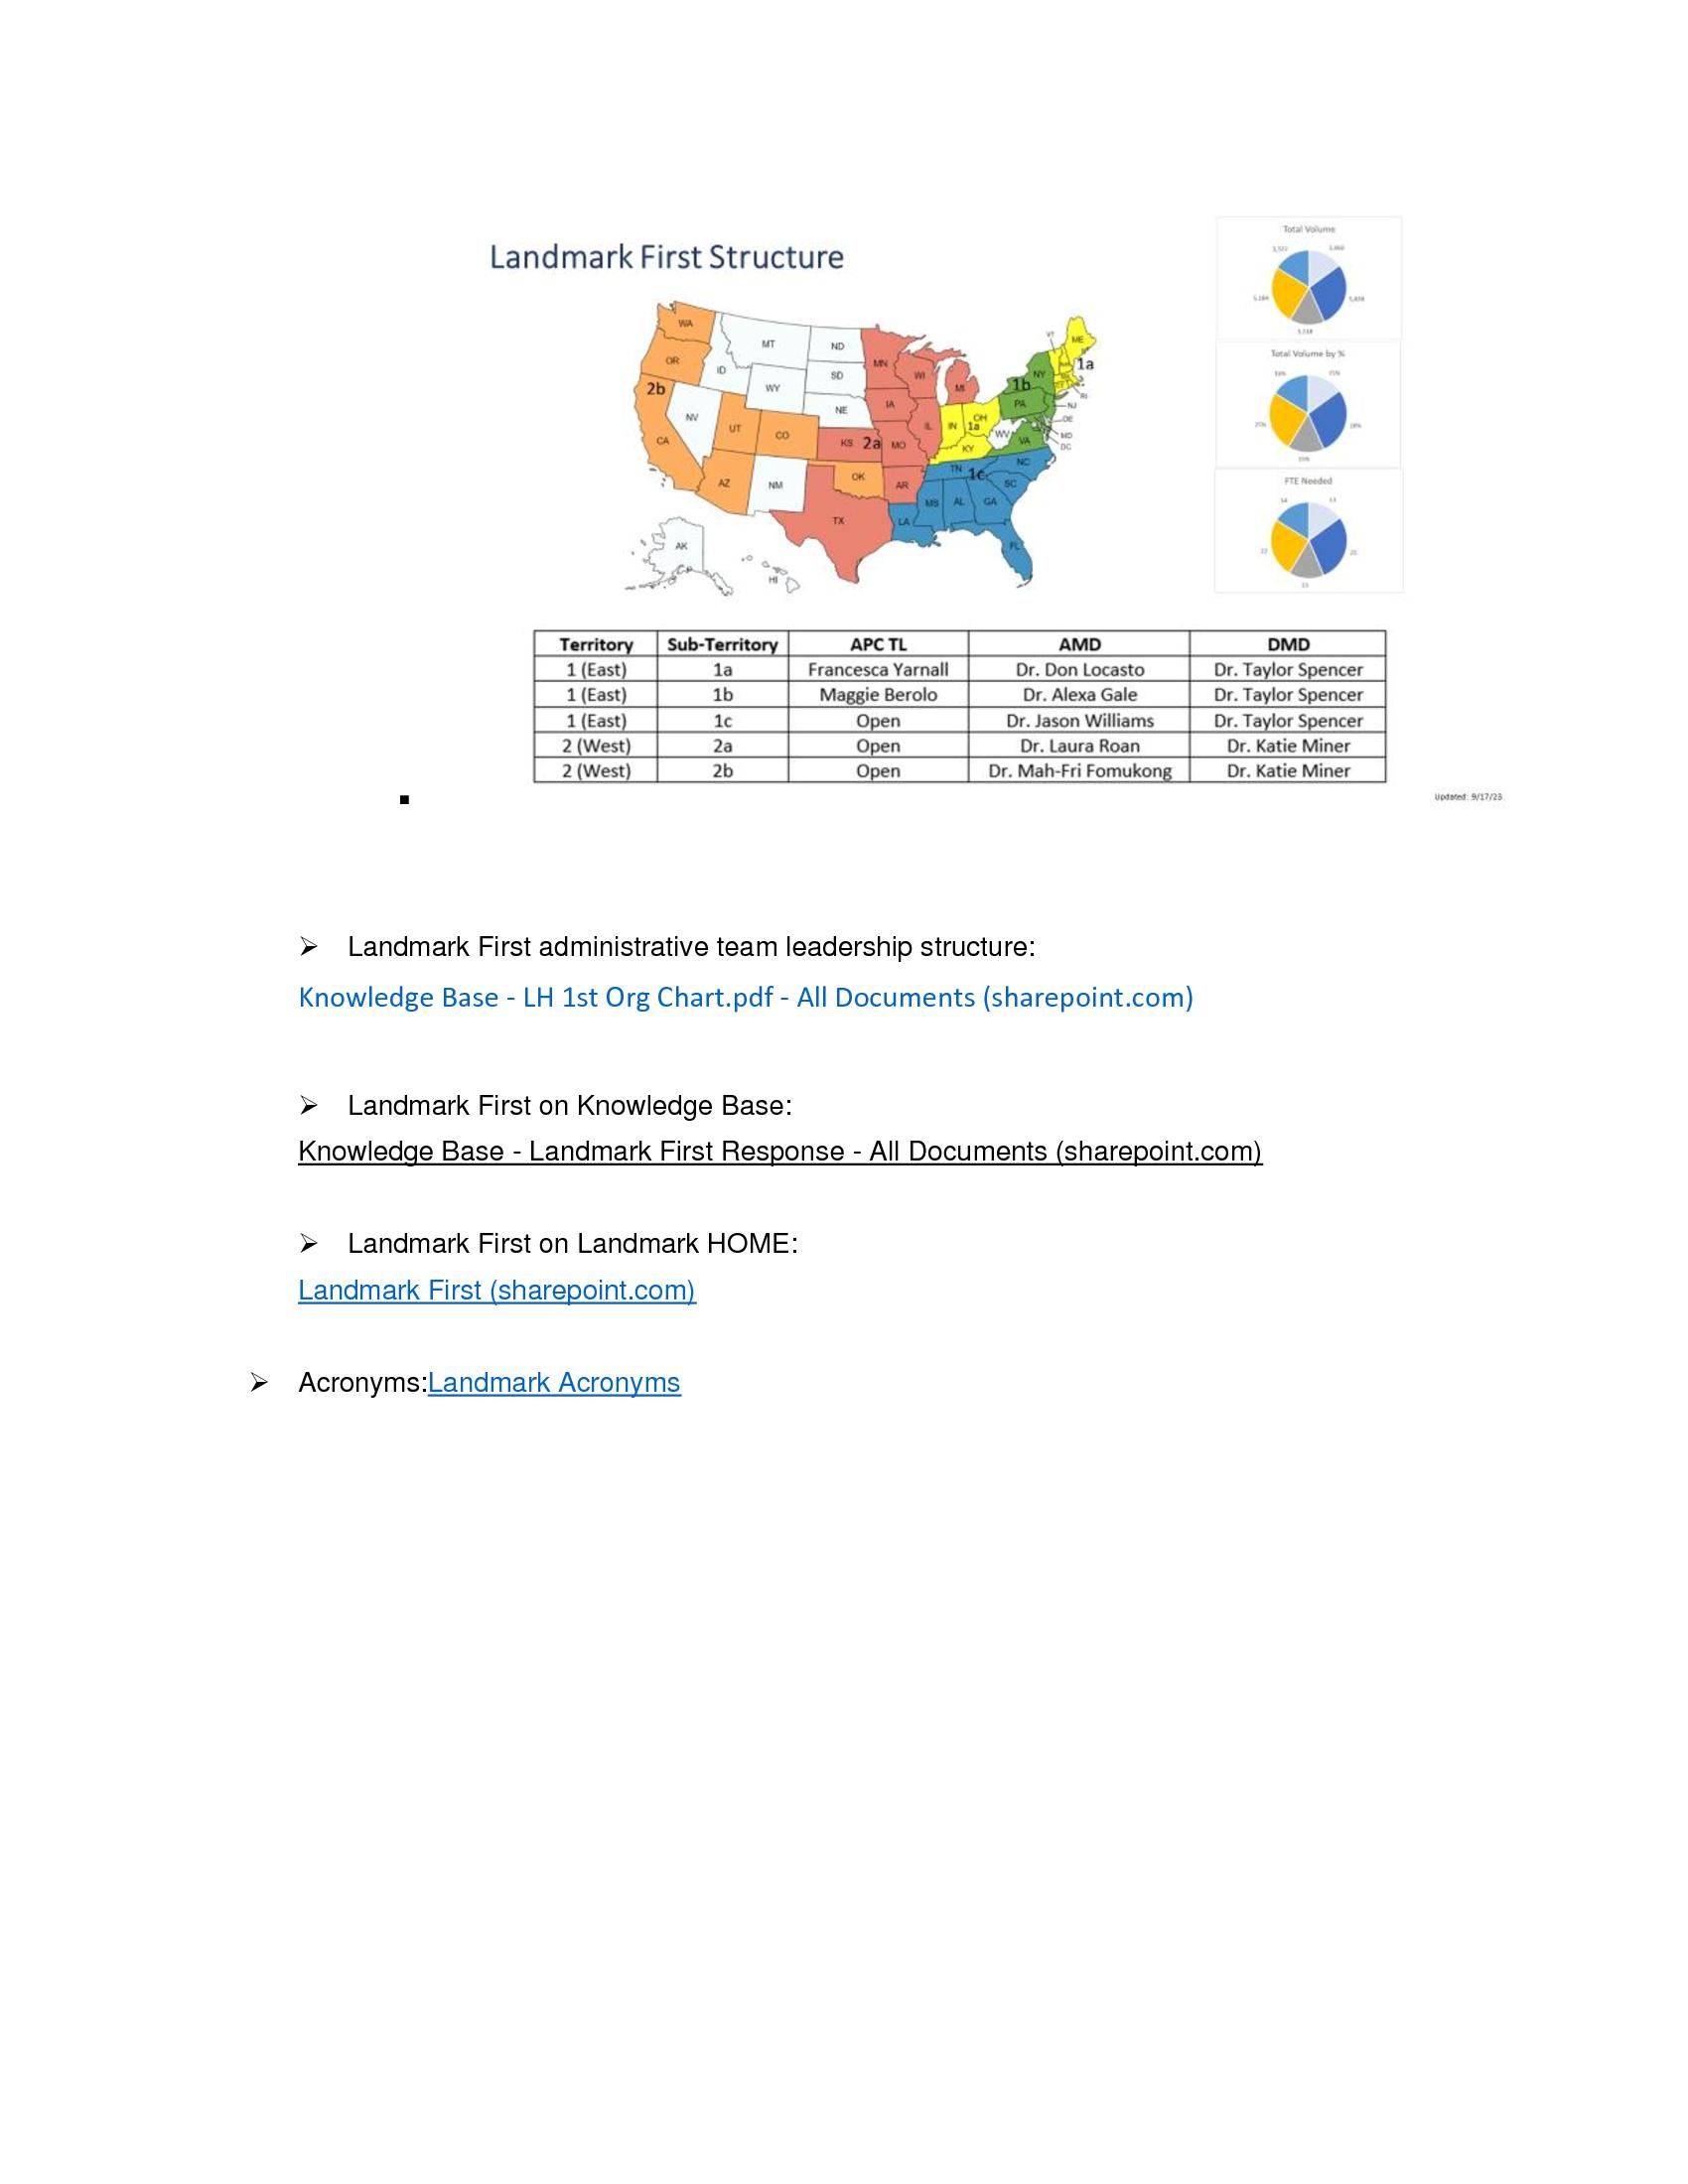 Landmark First Structure
Total Volume
Total Volume by %
FTE Needed
WA
OR
2b
CA
NV
ID
MT
WY
UT
CO
AZ
NM
ND
SD
NE
KS 2a
OK
TX
MN
IA
MO
AR
WI
IL
MI
IN
OH
1a
KY
TN 1c
NC
SC
MS
AL
GA
LA
FL
WV
VA
PA
1b
NY
VT
ME
1a
RI
NJ
DE
MD
DC
AK
HI
Territory Sub-Territory APC TL AMD DMD
1 (East) 1a Francesca Yarnall Dr. Don Locasto Dr. Taylor Spencer
1 (East) 1b Maggie Berolo Dr. Alexa Gale Dr. Taylor Spencer
1 (East) 1c Open Dr. Jason Williams Dr. Taylor Spencer
2 (West) 2a Open Dr. Laura Roan Dr. Katie Miner
2 (West) 2b Open Dr. Mah-Fri Fomukong Dr. Katie Miner
Updated: 9/17/23
Landmark First administrative team leadership structure:
Knowledge Base - LH 1st Org Chart.pdf - All Documents (sharepoint.com)
Landmark First on Knowledge Base:
Knowledge Base - Landmark First Response - All Documents (sharepoint.com)
Landmark First on Landmark HOME:
Landmark First (sharepoint.com)
Acronyms:Landmark Acronyms